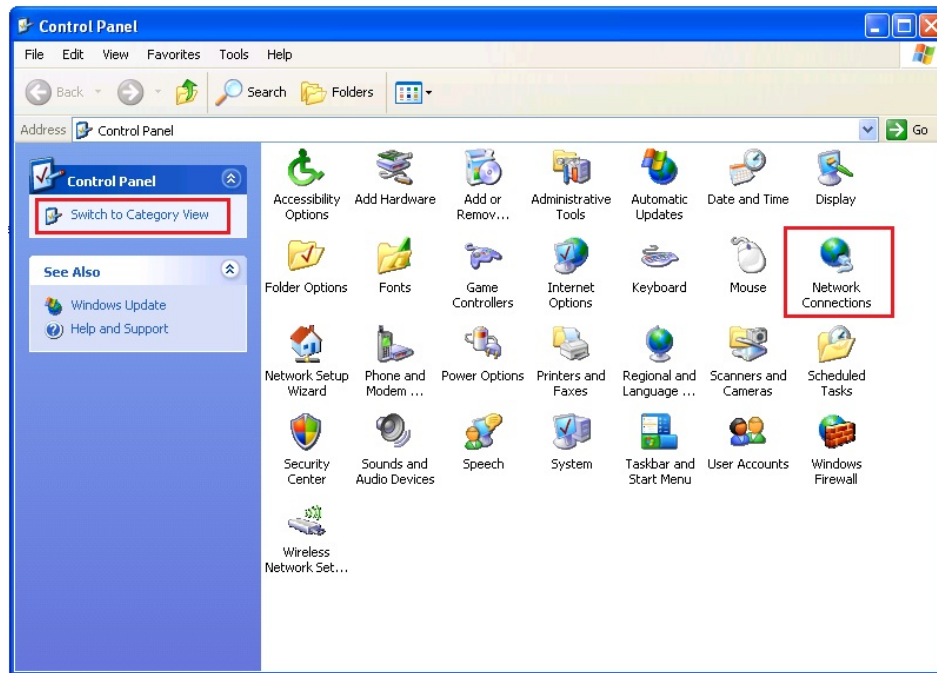 Control Panel
File Edit View Favorites Tools Help
Back Search Folders
Address Control Panel Go
Control Panel
Switch to Category View
See Also
Windows Update
Help and Support
Accessibility Options
Add Hardware
Add or Remov...
Administrative Tools
Automatic Updates
Date and Time
Display
Folder Options
Fonts
Game Controllers
Internet Options
Keyboard
Mouse
Network Connections
Network Setup Wizard
Phone and Modem ...
Power Options
Printers and Faxes
Regional and Language ...
Scanners and Cameras
Scheduled Tasks
Security Center
Sounds and Audio Devices
Speech
System
Taskbar and Start Menu
User Accounts
Windows Firewall
Wireless Network Set...